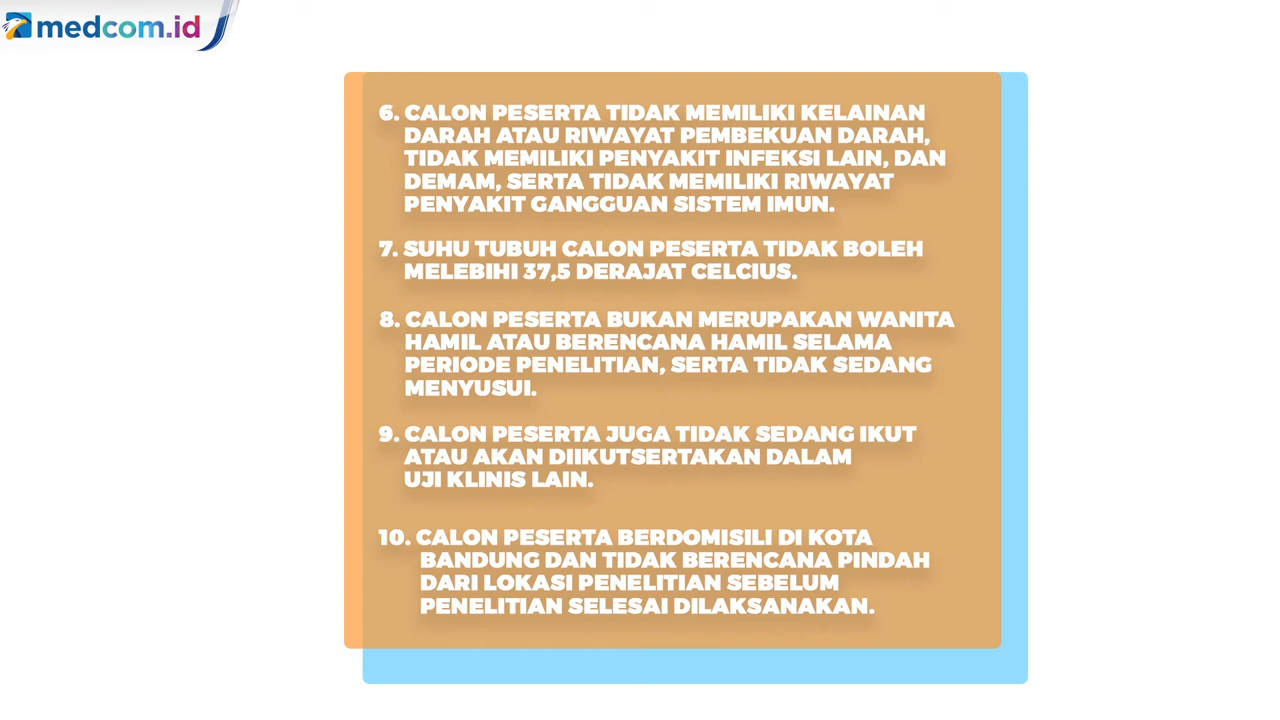 medcom.id
6. CALON PESERTA TIDAK MEMILIKI KELAINAN
DARAH ATAU RIWAYAT PEMBEKUAN DARAH,
TIDAK MEMILIKI PENYAKIT INFEKSI LAIN, DAN
DEMAM, SERTA TIDAK MEMILIKI RIWAYAT
PENYAKIT GANGGUAN SISTEM IMUN.
7. SUHU TUBUH CALON PESERTA TIDAK BOLEH
MELEBIHI 37,5 DERAJAT CELCIUS.
8. CALON PESERTA BUKAN MERUPAKAN WANITA
HAMIL ATAU BERENCANA HAMIL SELAMA
PERIODE PENELITIAN, SERTA TIDAK SEDANG
MENYUSUI.
9. CALON PESERTA JUGA TIDAK SEDANG IKUT
ATAU AKAN DIIKUTSERTAKAN DALAM
UJI KLINIS LAIN.
10. CALON PESERTA BERDOMISILI DI KOTA
BANDUNG DAN TIDAK BERENCANA PINDAH
DARI LOKASI PENELITIAN SEBELUM
PENELITIAN SELESAI DILAKSANAKAN.